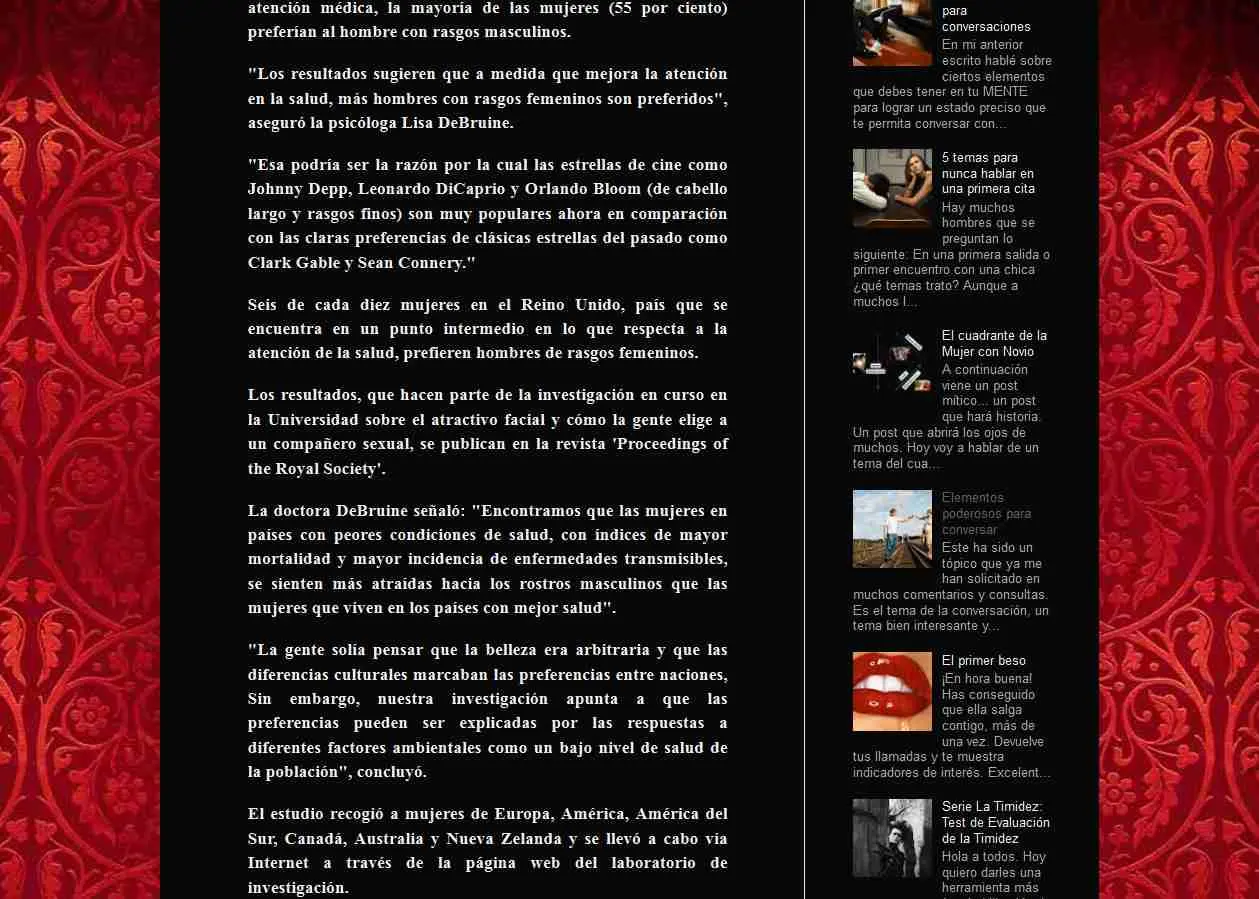 atención médica, la mayoría de las mujeres (55 por ciento)
preferían al hombre con rasgos masculinos.
"Los resultados sugieren que a medida que mejora la atención
en la salud, más hombres con rasgos femeninos son preferidos",
aseguró la psicóloga Lisa DeBruine.
"Esa podría ser la razón por la cual las estrellas de cine como
Johnny Depp, Leonardo DiCaprio y Orlando Bloom (de cabello
largo y rasgos finos) son muy populares ahora en comparación
con las claras preferencias de clásicas estrellas del pasado como
Clark Gable y Sean Connery."
Seis de cada diez mujeres en el Reino Unido, país que se
encuentra en un punto intermedio en lo que respecta a la
atención de la salud, prefieren hombres de rasgos femeninos.
Los resultados, que hacen parte de la investigación en curso en
la Universidad sobre el atractivo facial y cómo la gente elige a
un compañero sexual, se publican en la revista 'Proceedings of
the Royal Society'.
La doctora DeBruine señaló: "Encontramos que las mujeres en
países con peores condiciones de salud, con índices de mayor
mortalidad y mayor incidencia de enfermedades transmisibles,
se sienten más atraídas hacia los rostros masculinos que las
mujeres que viven en los países con mejor salud".
"La gente solía pensar que la belleza era arbitraria y que las
diferencias culturales marcaban las preferencias entre naciones,
Sin embargo, nuestra investigación apunta a que las
preferencias pueden ser explicadas por las respuestas a
diferentes factores ambientales como un bajo nivel de salud de
la población", concluyó.
El estudio recogió a mujeres de Europa, América, América del
Sur, Canadá, Australia y Nueva Zelanda y se llevó a cabo vía
Internet a través de la página web del laboratorio de
investigación.
para
conversaciones
En mi anterior
escrito hablé sobre
ciertos elementos
que debes tener en tu MENTE
para lograr un estado preciso que
te permita conversar con...
5 temas para
nunca hablar en
una primera cita
Hay muchos
hombres que se
preguntan lo
siguiente: En una primera salida o
primer encuentro con una chica
¿qué temas trato? Aunque a
muchos l...
El cuadrante de la
Mujer con Novio
A continuación
viene un post
mítico... un post
que hará historia.
Un post que abrirá los ojos de
muchos. Hoy voy a hablar de un
tema del cua...
Elementos
poderosos para
conversar
Este ha sido un
tópico que ya me
han solicitado en
muchos comentarios y consultas.
Es el tema de la conversación, un
tema bien interesante y...
El primer beso
¡En hora buena!
Has conseguido
que ella salga
contigo, más de
una vez. Devuelve
tus llamadas y te muestra
indicadores de interés. Excelent...
Serie La Timidez:
Test de Evaluación
de la Timidez
Hola a todos. Hoy
quiero darles una
herramienta más